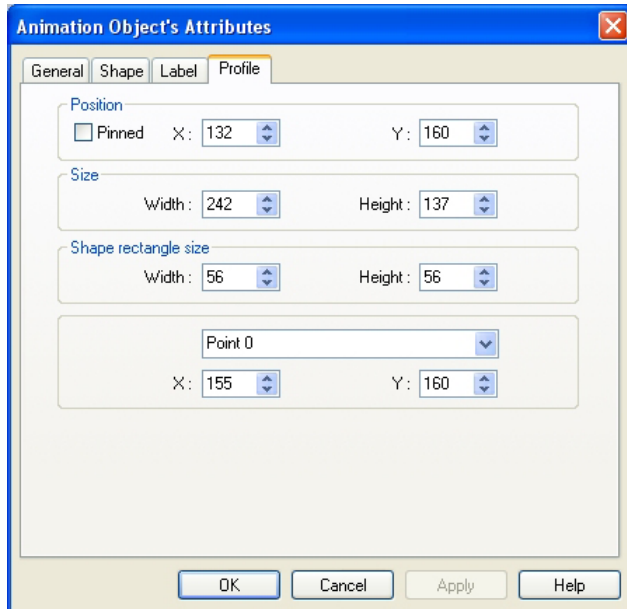 Animation Object's Attributes
General Shape Label Profile
Position
Pinned X: 132 Y: 160
Size
Width: 242 Height: 137
Shape rectangle size
Width: 56 Height: 56
Point 0
X: 155 Y: 160
OK Cancel Apply Help